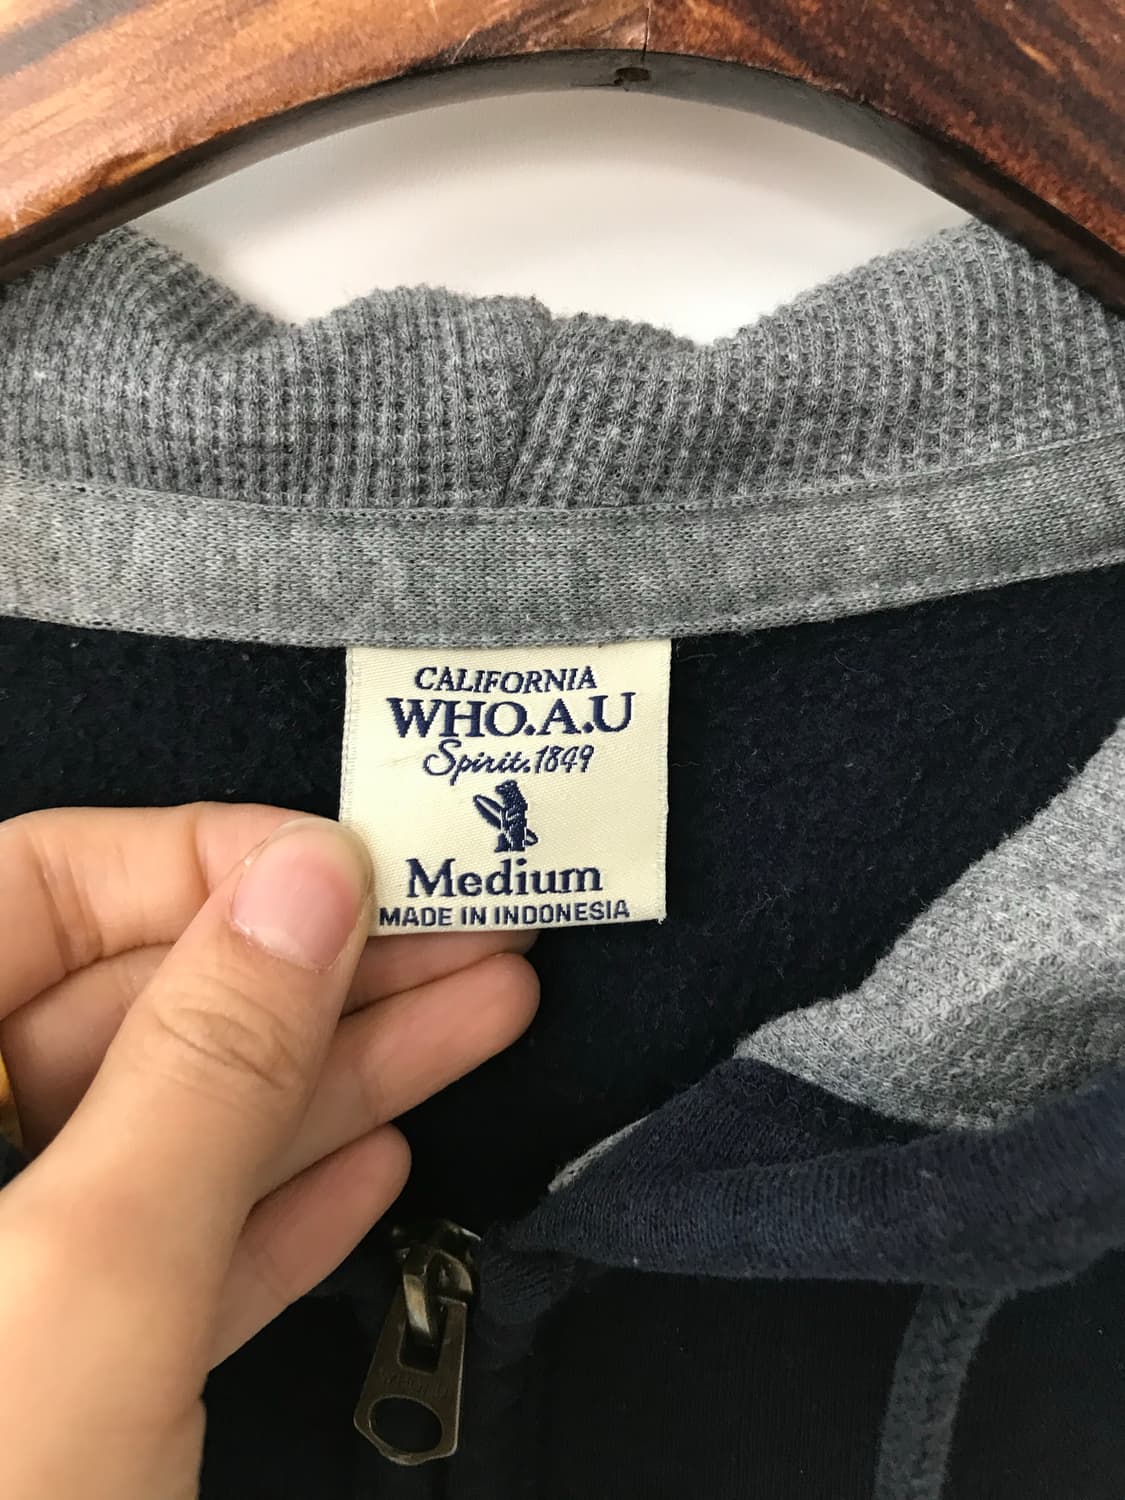 CALIFORNIA
WHO.A.U
Spirit.1849
Medium
MADE IN INDONESIA